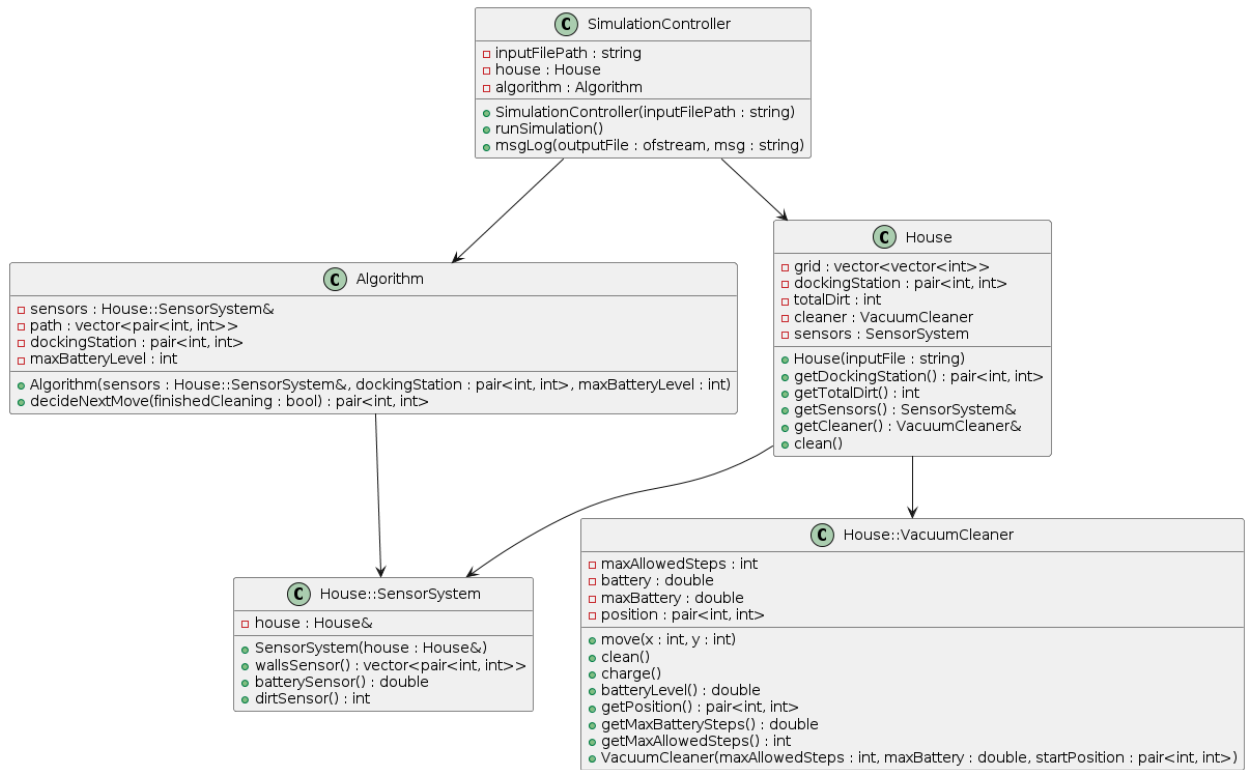 C SimulationController
inputFilePath : string
house : House
algorithm : Algorithm
SimulationController(inputFilePath : string)
runSimulation()
msgLog(outputFile : ofstream, msg : string)
C Algorithm
sensors : House::SensorSystem&
path : vector<pair<int, int>>
dockingStation : pair<int, int>
maxBatteryLevel : int
Algorithm(sensors : House::SensorSystem&, dockingStation : pair<int, int>, maxBatteryLevel : int)
decideNextMove(finishedCleaning : bool) : pair<int, int>
C House
grid : vector<vector<int>>
dockingStation : pair<int, int>
totalDirt : int
cleaner : VacuumCleaner
sensors : SensorSystem
House(inputFile : string)
getDockingStation() : pair<int, int>
getTotalDirt() : int
getSensors() : SensorSystem&
getCleaner() : VacuumCleaner&
clean()
C House::SensorSystem
house : House&
SensorSystem(house : House&)
wallsSensor() : vector<pair<int, int>>
batterySensor() : double
dirtSensor() : int
C House::VacuumCleaner
maxAllowedSteps : int
battery : double
maxBattery : double
position : pair<int, int>
move(x : int, y : int)
clean()
charge()
batteryLevel() : double
getPosition() : pair<int, int>
getMaxBatterySteps() : double
getMaxAllowedSteps() : int
VacuumCleaner(maxAllowedSteps : int, maxBattery : double, startPosition : pair<int, int>)